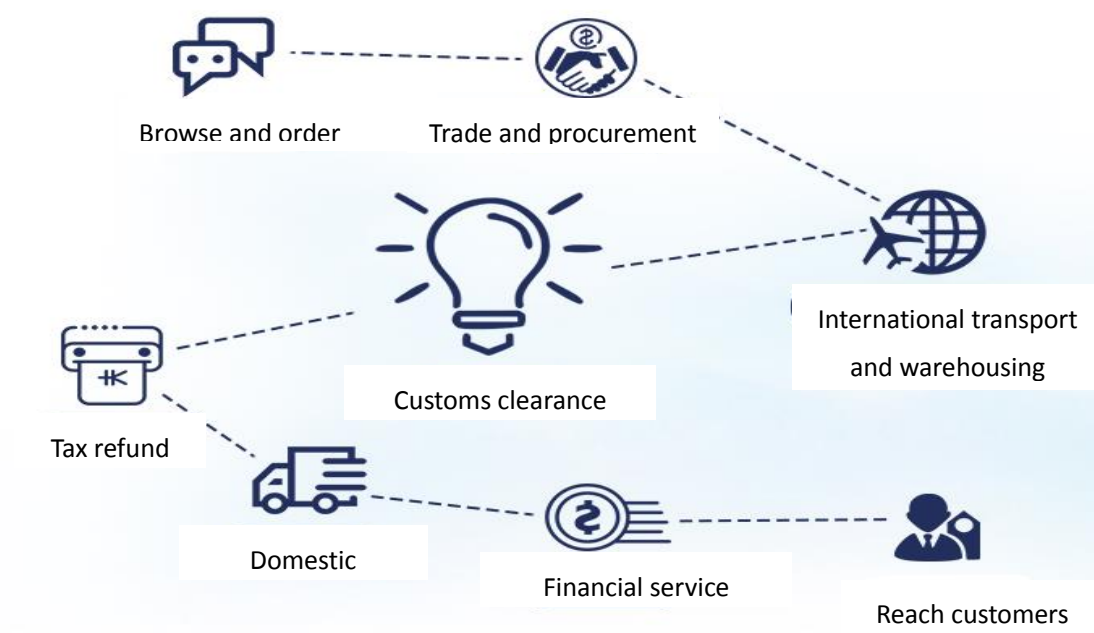 Browse and order
Trade and procurement
International transport
and warehousing
Customs clearance
Tax refund
Domestic
Financial service
Reach customers